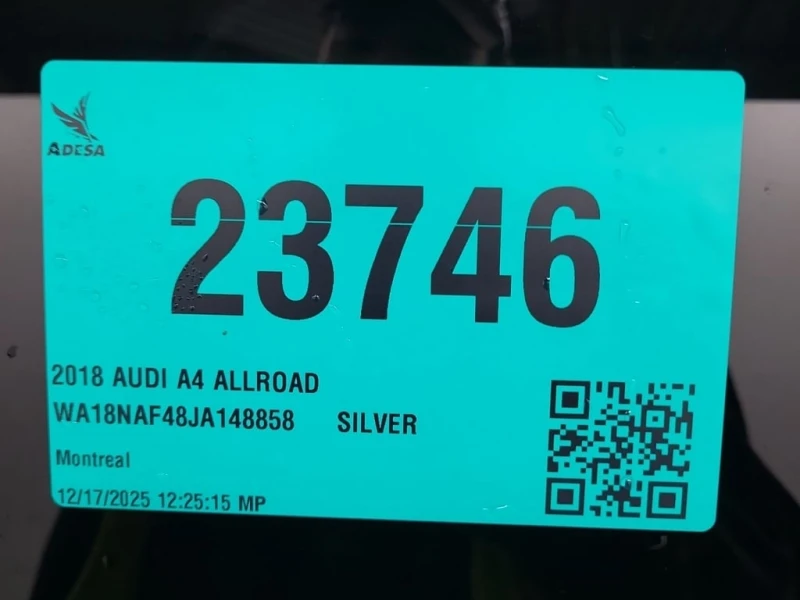 ADESA
23746
2018 AUDI A4 ALLROAD
WA18NAF48JA148858 SILVER
Montreal
12/17/2025 12:25:15 MP